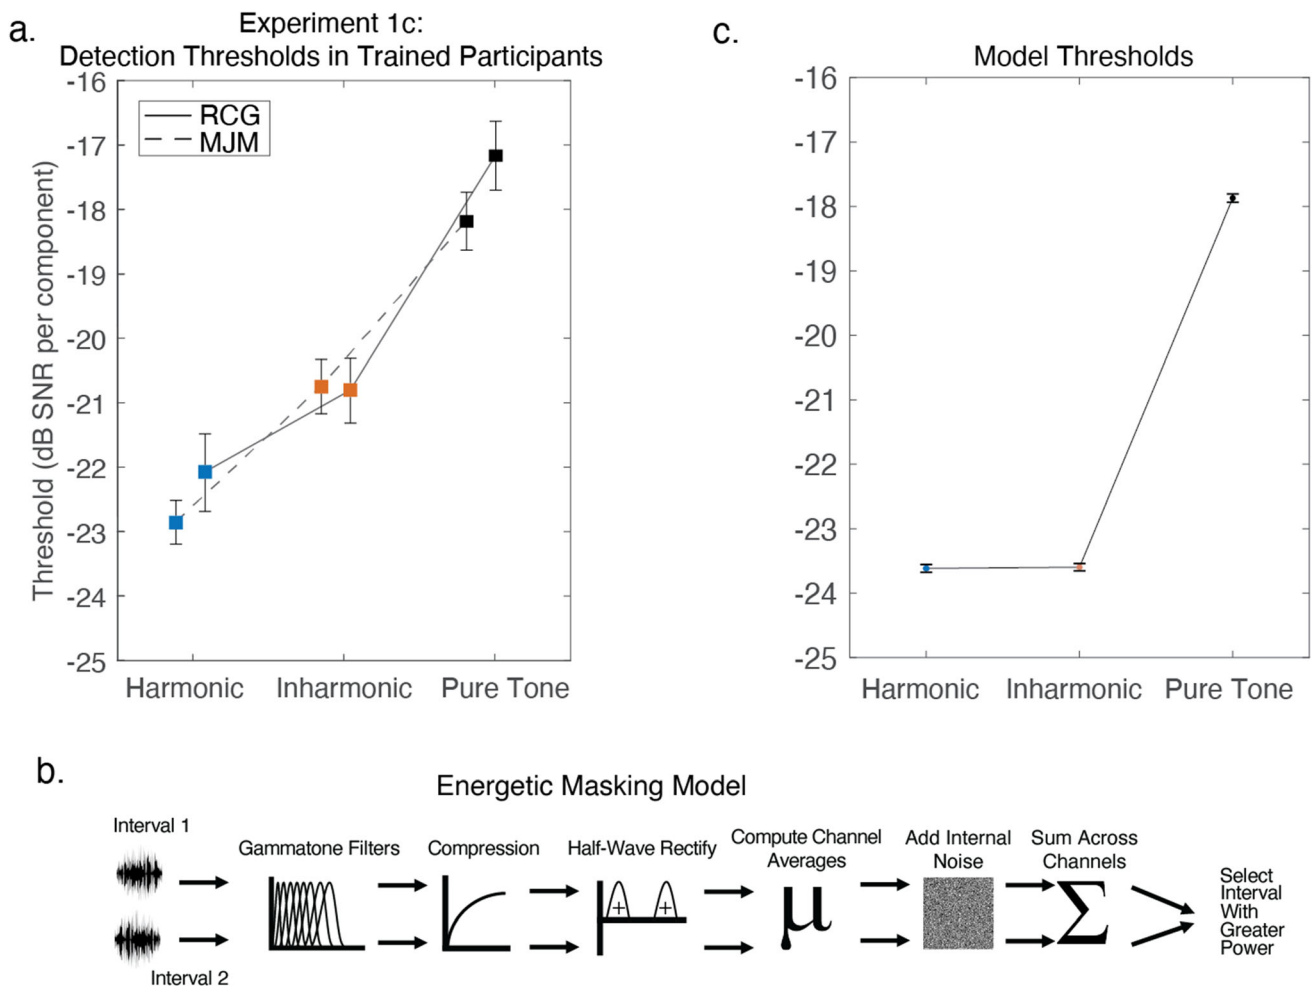 a.
Experiment 1c:
Detection Thresholds in Trained Participants
-16
-17
-18
-19
-20
-21
-22
-23
-24
-25
Threshold (dB SNR per component)
RCG
MJM
Harmonic Inharmonic Pure Tone
c.
Model Thresholds
-16
-17
-18
-19
-20
-21
-22
-23
-24
-25
Harmonic Inharmonic Pure Tone
b.
Energetic Masking Model
Interval 1
Interval 2
Gammatone Filters
Compression
Half-Wave Rectify
+ +
Compute Channel
Averages
μ
Add Internal
Noise
Sum Across
Channels
Σ
Select
Interval
With
Greater
Power